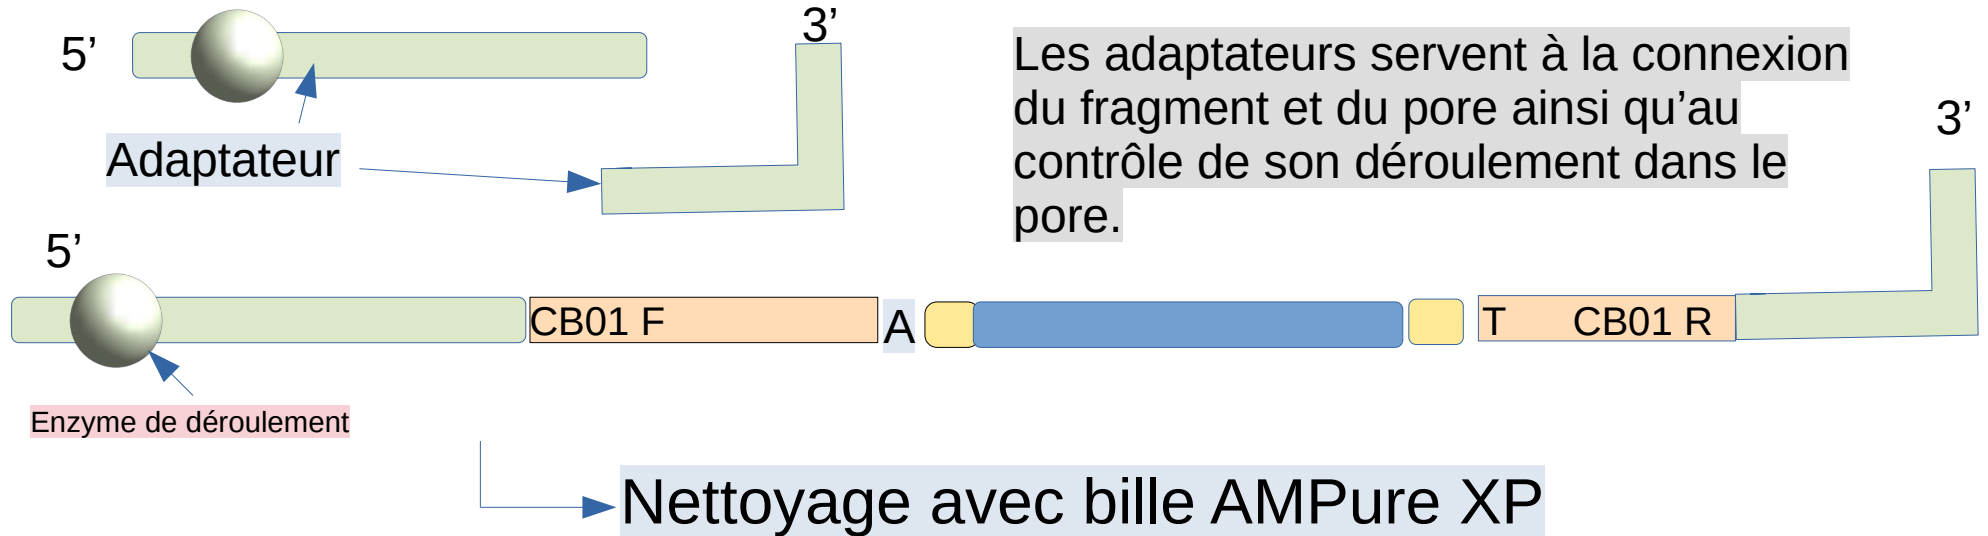 5’
3’
Adaptateur
Les adaptateurs servent à la connexion
du fragment et du pore ainsi qu’au
contrôle de son déroulement dans le
pore.
3’
5’
CB01 F
A
T CB01 R
Enzyme de déroulement
Nettoyage avec bille AMPure XP